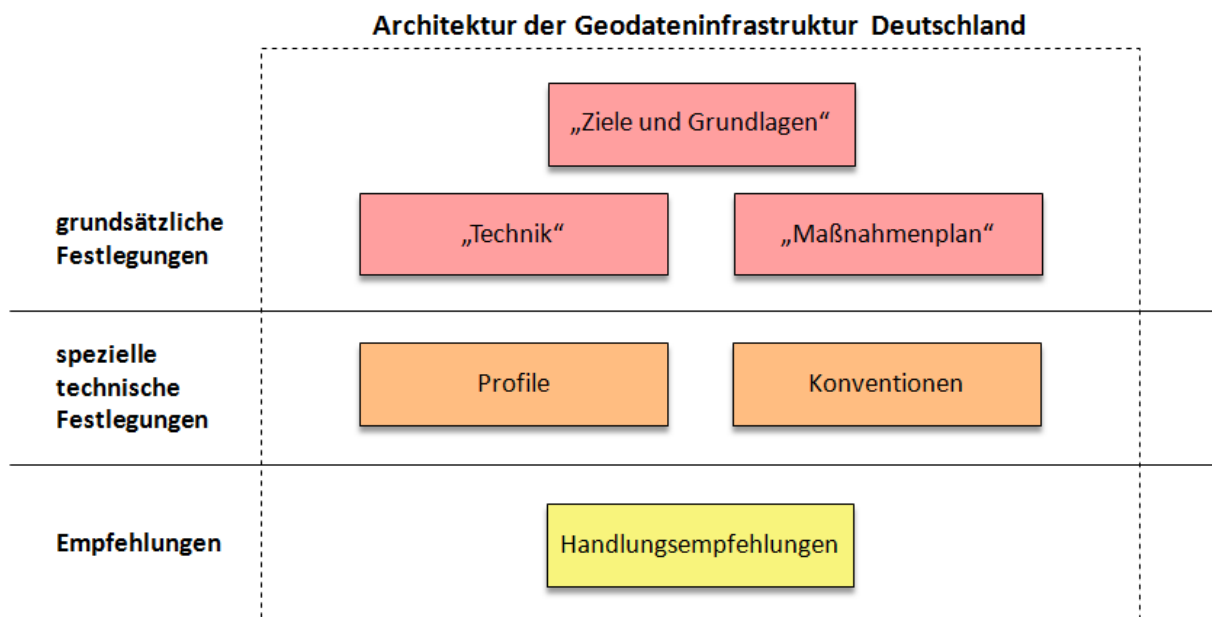 Architektur der Geodateninfrastruktur Deutschland
„Ziele und Grundlagen“
grundsätzliche
Festlegungen
„Technik“
„Maßnahmenplan“
spezielle
technische
Festlegungen
Profile
Konventionen
Empfehlungen
Handlungsempfehlungen